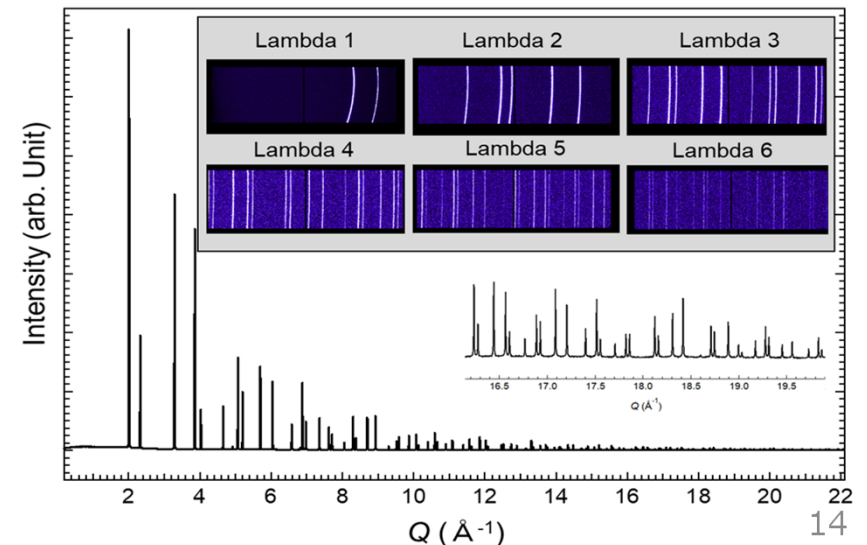 Lambda 1 Lambda 2 Lambda 3
Lambda 4 Lambda 5 Lambda 6
Intensity (arb. Unit)
16.5 17.0 17.5 18.0 18.5 19.0 19.5
Q (Å⁻¹)
2 4 6 8 10 12 14 16 18 20 22
Q (Å⁻¹)
14